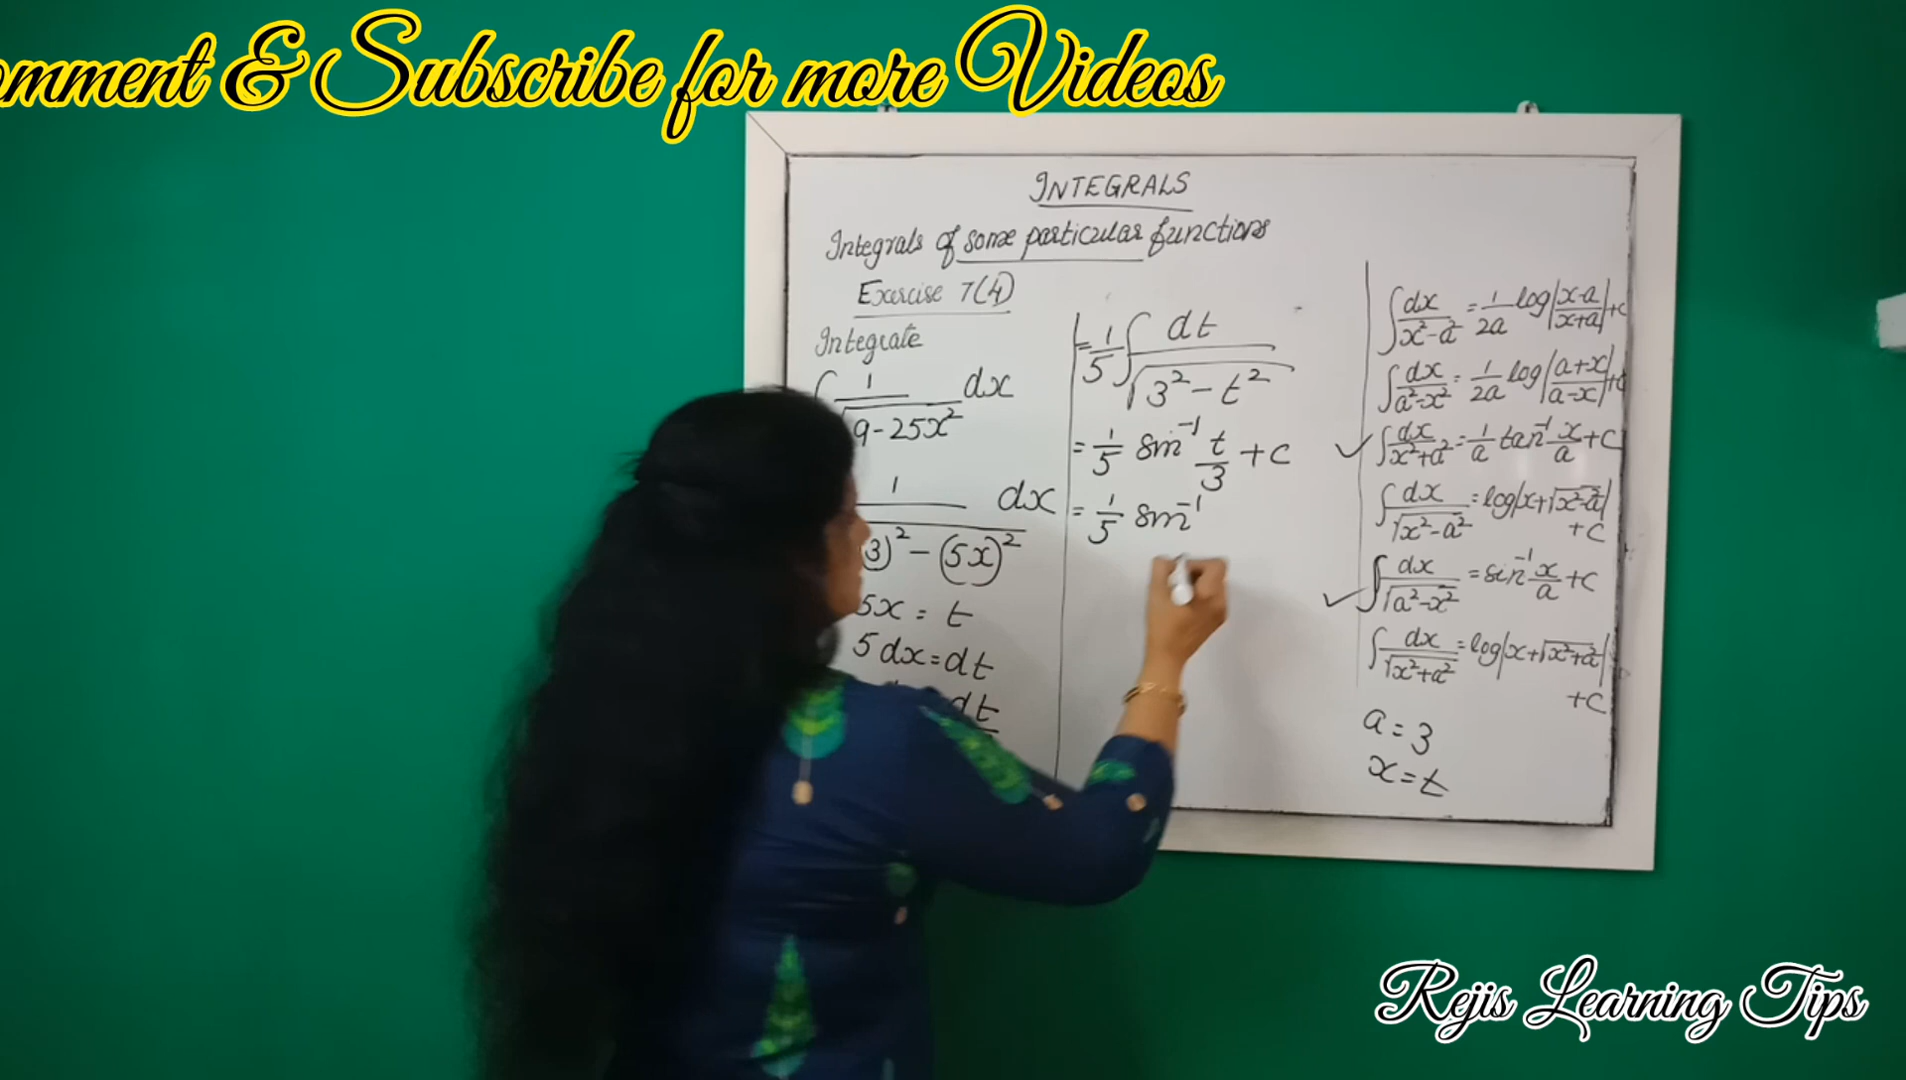 omment & Subscribe for more Videos
INTEGRALS
Integrals of some particular functions
Exercise 7(4)
Integrate
∫ 1/√(9-25x²) dx
1/((3)² - (5x)²) dx
5x = t
5dx = dt
dt
= 1/5 ∫ dt/√(3² - t²)
= 1/5 sin⁻¹ t/3 + c
= 1/5 sin⁻¹
∫ dx/(x²-a²) = 1/2a log|(x-a)/(x+a)| + c
∫ dx/(a²-x²) = 1/2a log|(a+x)/(a-x)| + c
✓ ∫ dx/(x²+a²) = 1/a tan⁻¹ x/a + c
∫ dx/√(x²-a²) = log|x+√(x²-a²)|
+c
✓ ∫ dx/√(a²-x²) = sin⁻¹ x/a + c
∫ dx/√(x²+a²) = log|x+√(x²+a²)|
+c
a = 3
x = t
Rejis Learning Tips